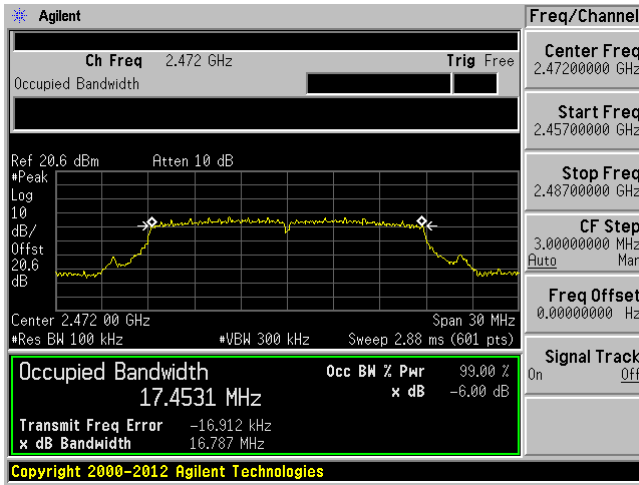 Agilent
Freq/Channel
Ch Freq 2.472 GHz Trig Free
Occupied Bandwidth
Center Freq
2.47200000 GHz
Start Freq
2.45700000 GHz
Stop Freq
2.48700000 GHz
CF Step
3.00000000 MHz
Auto Man
Freq Offset
0.00000000 Hz
Signal Track
On Off
Ref 20.6 dBm Atten 10 dB
#Peak
Log
10
dB/
Offst
20.6
dB
Center 2.472 00 GHz Span 30 MHz
#Res BW 100 kHz #VBW 300 kHz Sweep 2.88 ms (601 pts)
Occupied Bandwidth Occ BW % Pwr 99.00 %
17.4531 MHz x dB -6.00 dB
Transmit Freq Error -16.912 kHz
x dB Bandwidth 16.787 MHz
Copyright 2000-2012 Agilent Technologies